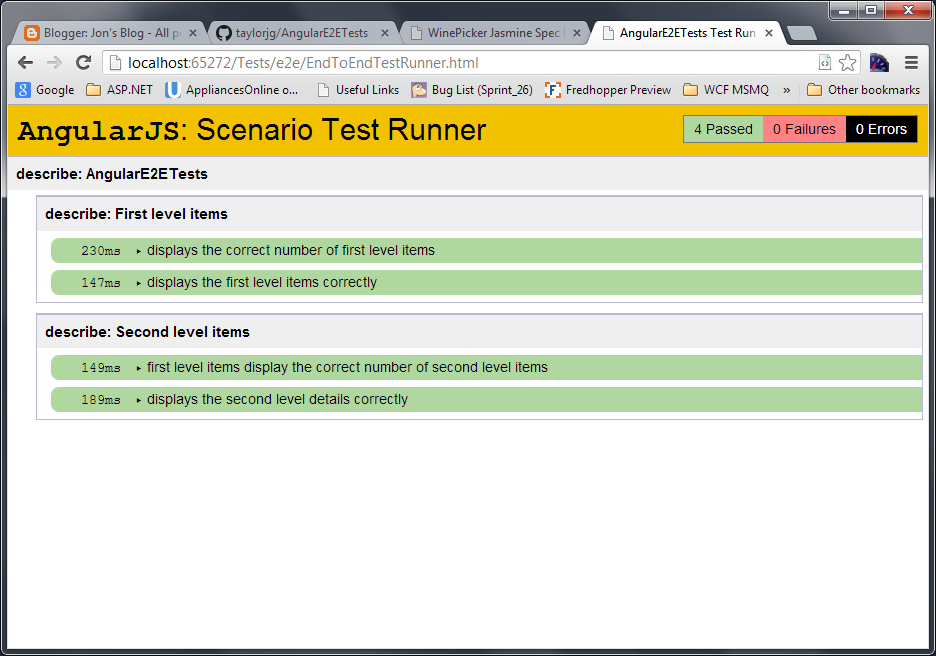 Blogger: Jon's Blog - All p
taylorjg/AngularE2ETests
WinePicker Jasmine Spec
AngularE2ETests Test Run
localhost:65272/Tests/e2e/EndToEndTestRunner.html
Google ASP.NET AppliancesOnline o... Useful Links Bug List (Sprint_26) Fredhopper Preview WCF MSMQ » Other bookmarks
AngularJS: Scenario Test Runner
4 Passed 0 Failures 0 Errors
describe: AngularE2ETests
describe: First level items
230ms ▸ displays the correct number of first level items
147ms ▸ displays the first level items correctly
describe: Second level items
149ms ▸ first level items display the correct number of second level items
189ms ▸ displays the second level details correctly